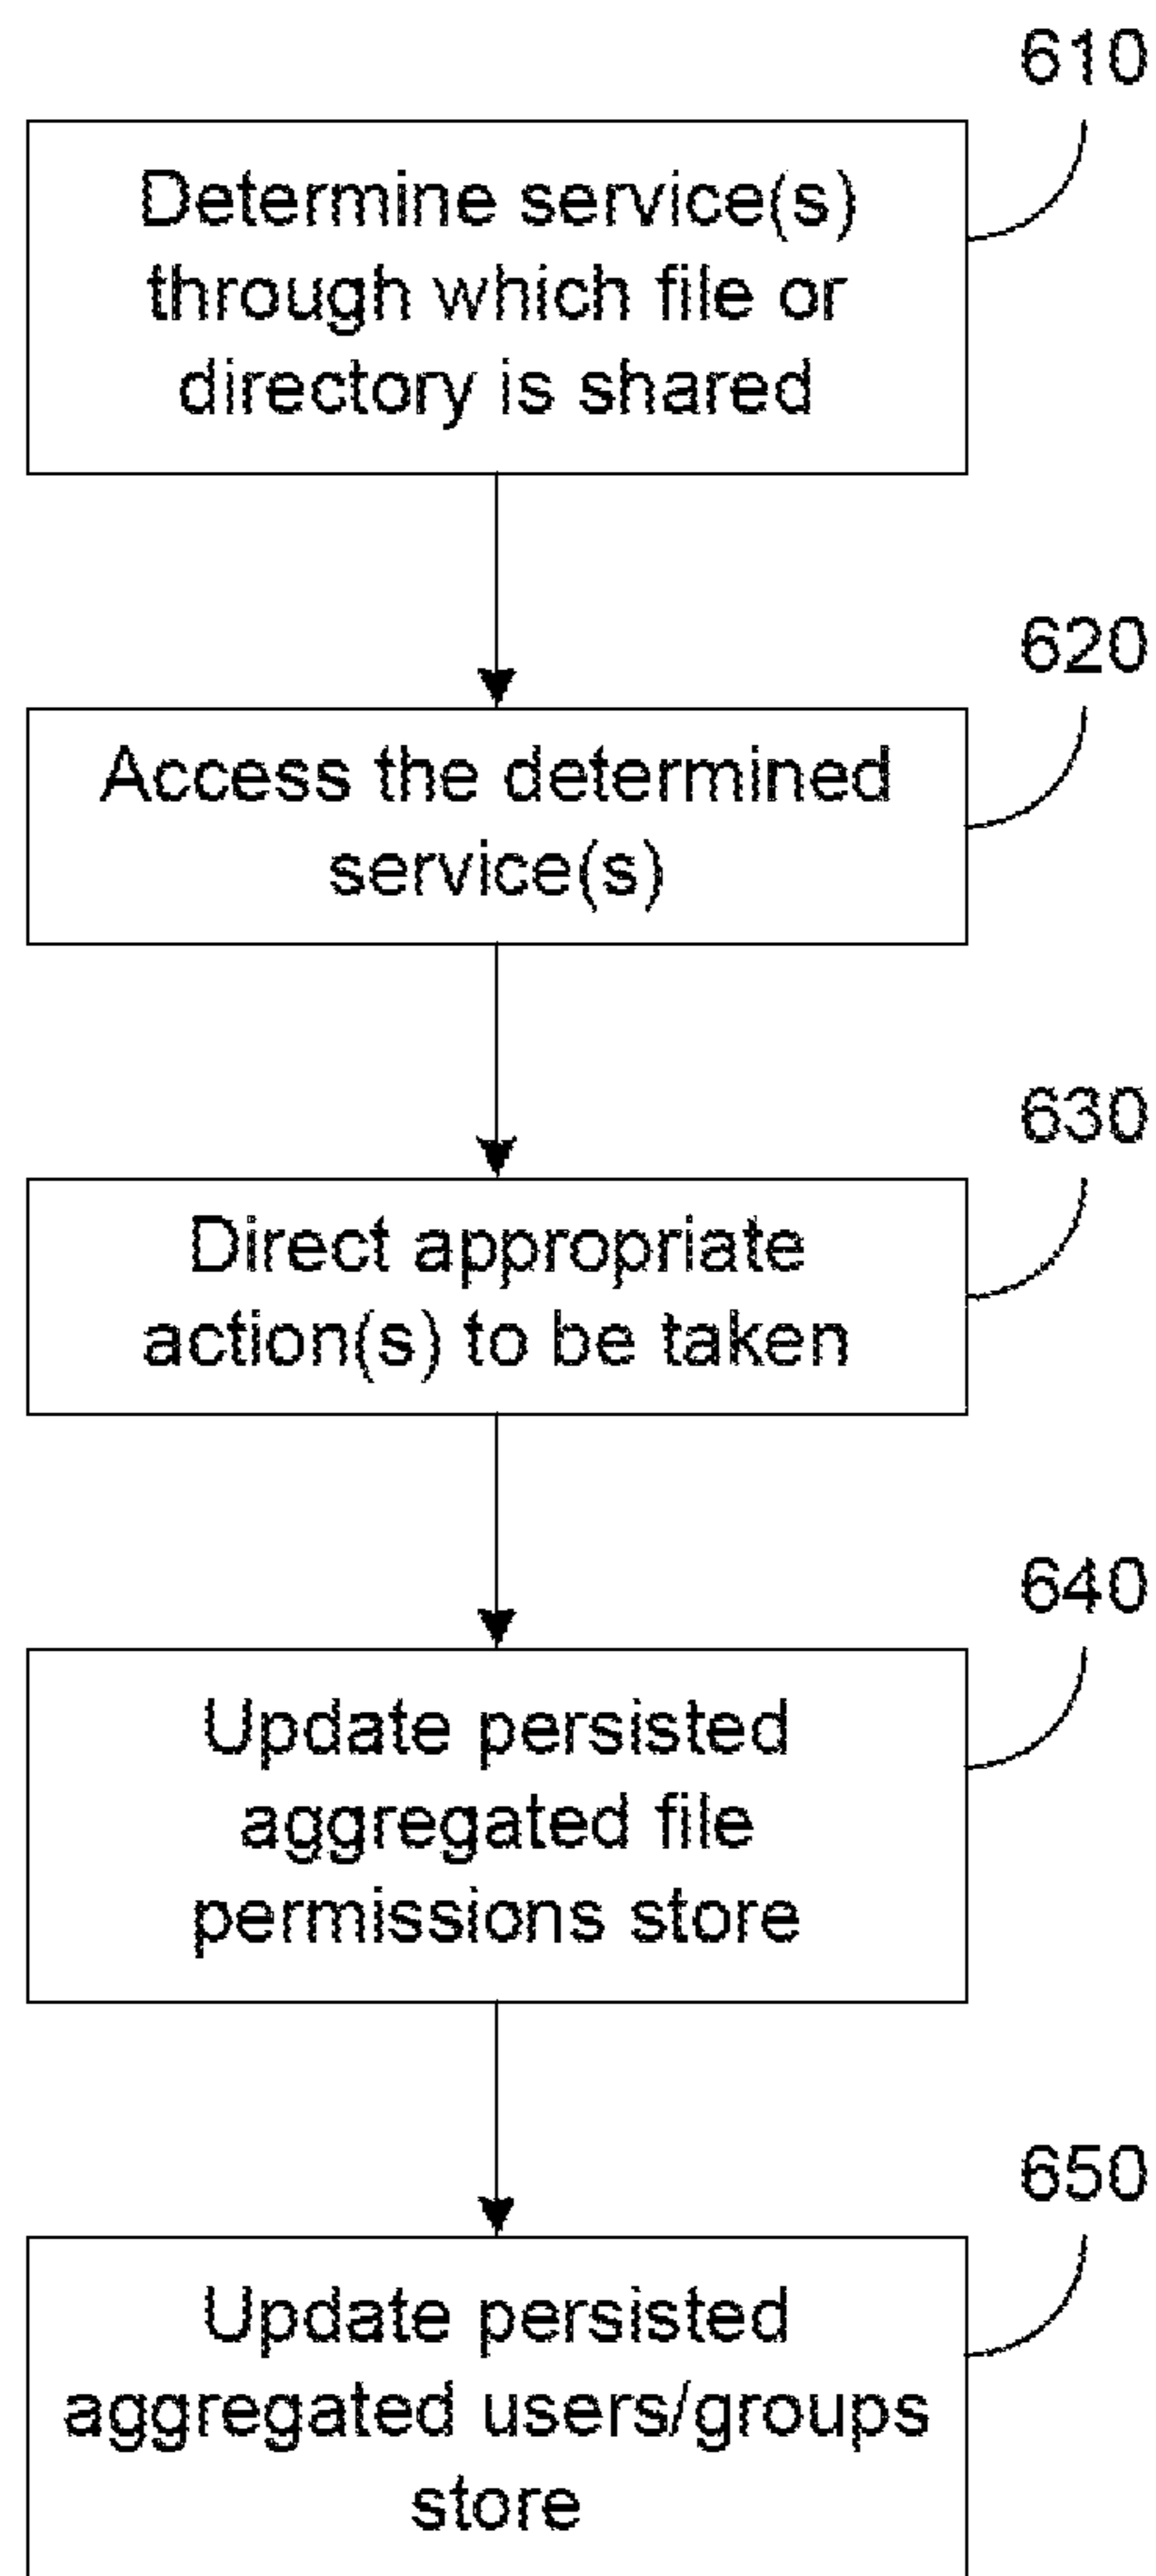 610
Determine service(s)
through which file or
directory is shared
620
Access the determined
service(s)
630
Direct appropriate
action(s) to be taken
640
Update persisted
aggregated file
permissions store
650
Update persisted
aggregated users/groups
store